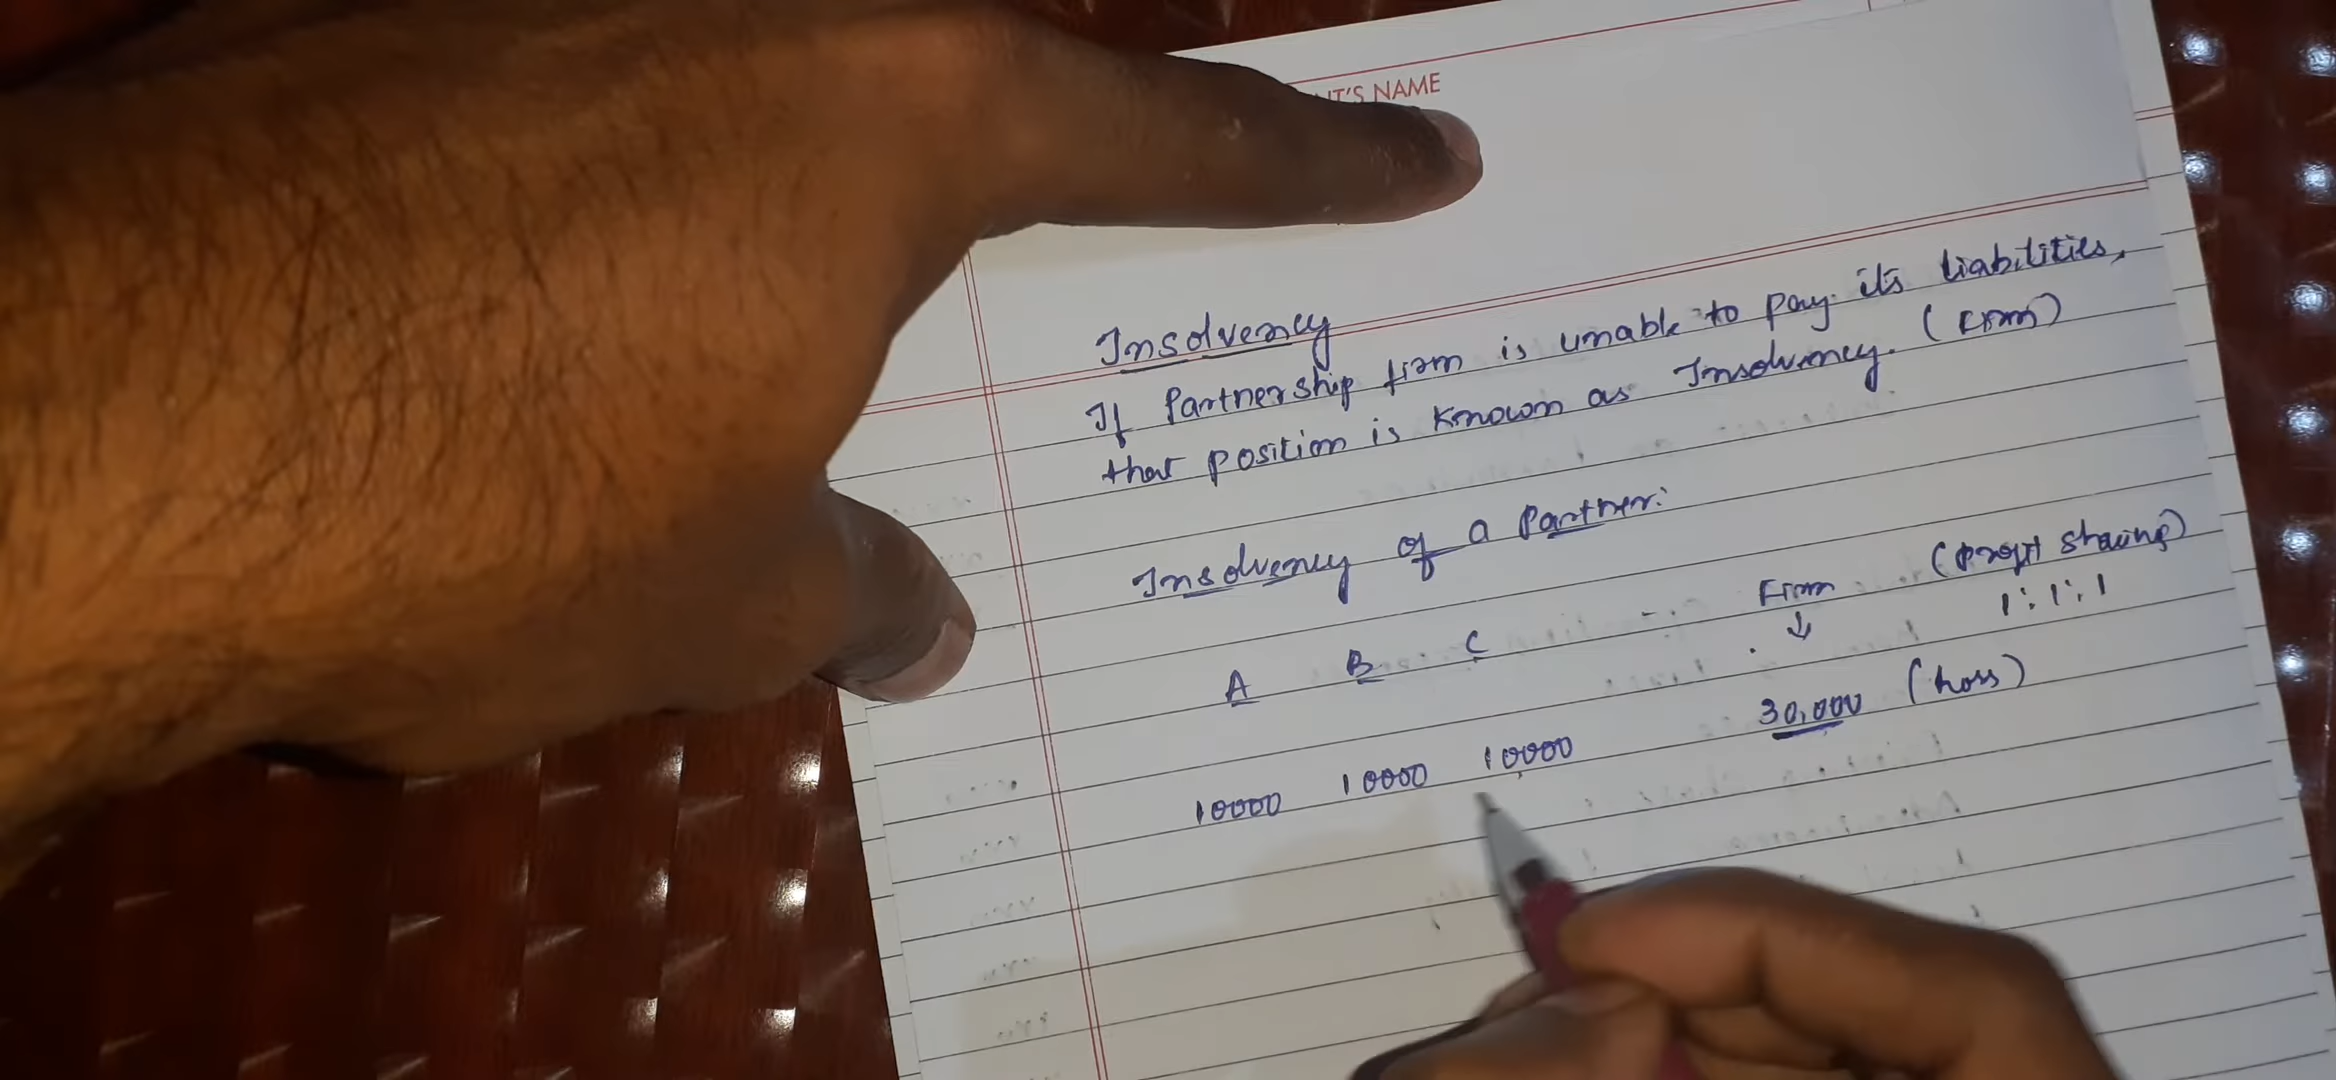 NT'S NAME
Insolvency
If Partnership firm is unable to pay its liabilities,
that position is known as Insolvency. (Firm)
Insolvency of a Partner:
A B C Firm (Profit sharing)
↓ 1:1:1
10000 10000 10000 30,000 (Loss)